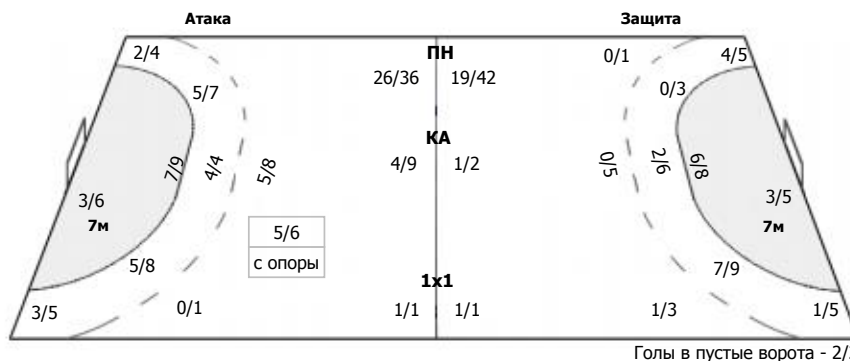 Атака Защита
2/4 ПН 0/1 4/5
26/36 19/42
5/7 0/3
КА
7/9 4/4 5/8 4/9 1/2 0/5 2/6 6/8
3/6 3/5
7м 7м
5/6
с опоры
5/8 7/9
1х1
3/5 0/1 1/1 1/1 1/3 1/5
Голы в пустые ворота - 2/